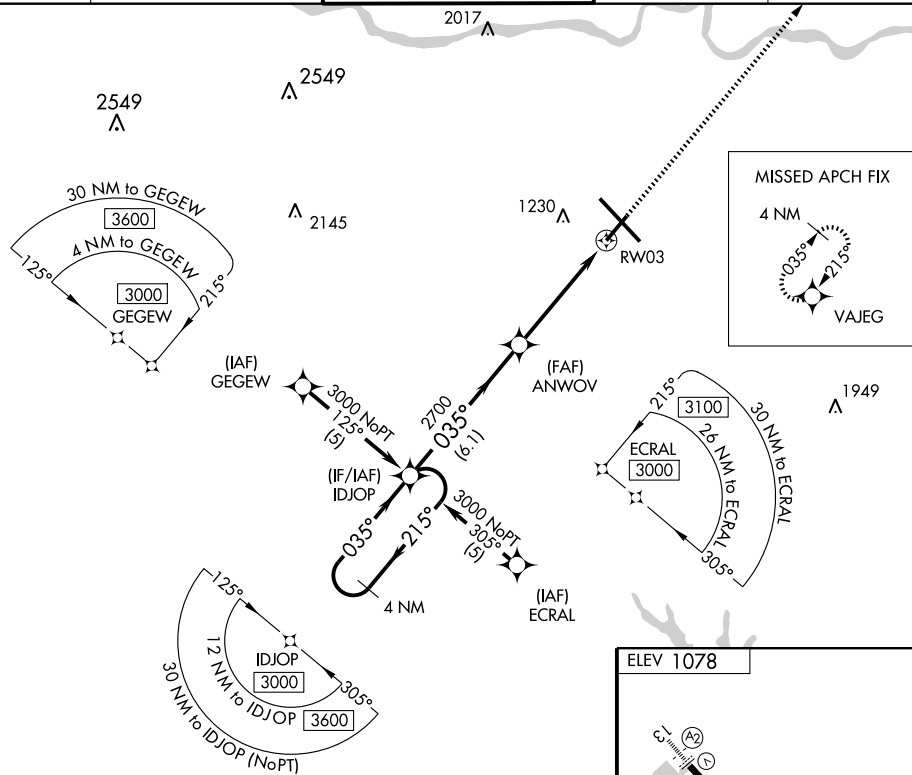 2017
2549
2549
30 NM to GEGEW
3600
4 NM to GEGEW
125°
3000
215°
GEGEW
2145
1230
RW03
MISSED APCH FIX
4 NM
035°
215°
VAJEG
(IAF)
GEGEW
3000 NoPT
125°
(5)
(FAF)
ANWOV
2700
035°
(6.1)
(IF/IAF)
IDJOP
035°
215°
4 NM
3000 NoPT
305°
(5)
(IAF)
ECRAL
1949
215°
3100
30 NM to ECRAL
ECRAL
3000
26 NM to ECRAL
305°
125°
IDJOP
3000
305°
12 NM to IDJOP
3600
30 NM to IDJOP (NoPT)
ELEV 1078
13
A2
V